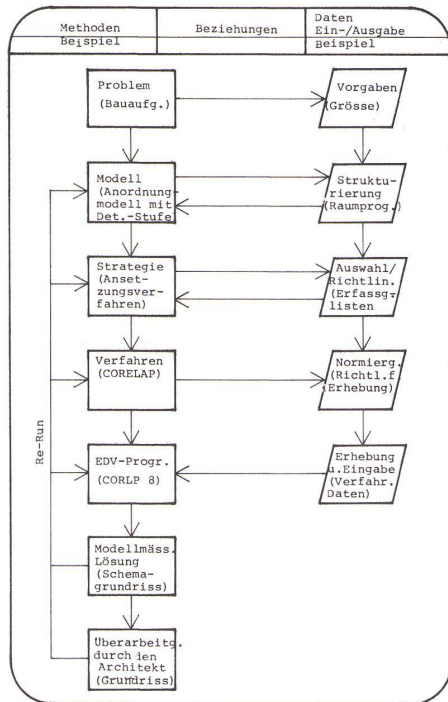 Methoden
Beispiel
Beziehungen
Daten
Ein-/Ausgabe
Beispiel
Problem
(Bauaufg.)
Vorgaben
(Grösse)
Modell
(Anordnung-
modell mit
Det.-Stufe)
Struktu-
rierung
(Raumprog.)
Strategie
(Anset-
zungsver-
fahren)
Auswahl/
Richtlin.
(Erfassgs-
listen
Verfahren
(CORELAP)
Normierg.
(Richtl.f.
Erhebung)
Re-Run
EDV-Progr.
(CORLP 8)
Erhebung
u.Eingabe
(Verfahr.
Daten)
Modellmäss.
Lösung
(Schema-
grundriss)
Überarbeitg.
durch den
Architekt
(Grundriss)